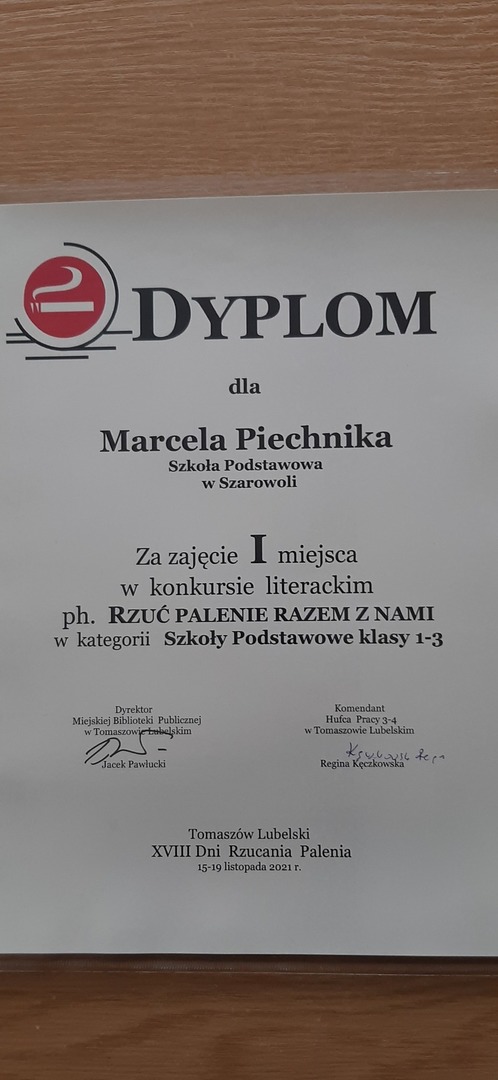 DYPLOM
dla
Marcela Piechnika
Szkoła Podstawowa
w Szarowoli
Za zajęcie I miejsca
w konkursie literackim
ph. RZUĆ PALENIE RAZEM Z NAMI
w kategorii Szkoły Podstawowe klasy 1-3
Dyrektor
Miejskiej Biblioteki Publicznej
w Tomaszowie Lubelskim
Jacek Pawłucki
Komendant
Hufca Pracy 3-4
w Tomaszowie Lubelskim
Regina Kęczkowska
Tomaszów Lubelski
XVIII Dni Rzucania Palenia
15-19 listopada 2021 r.